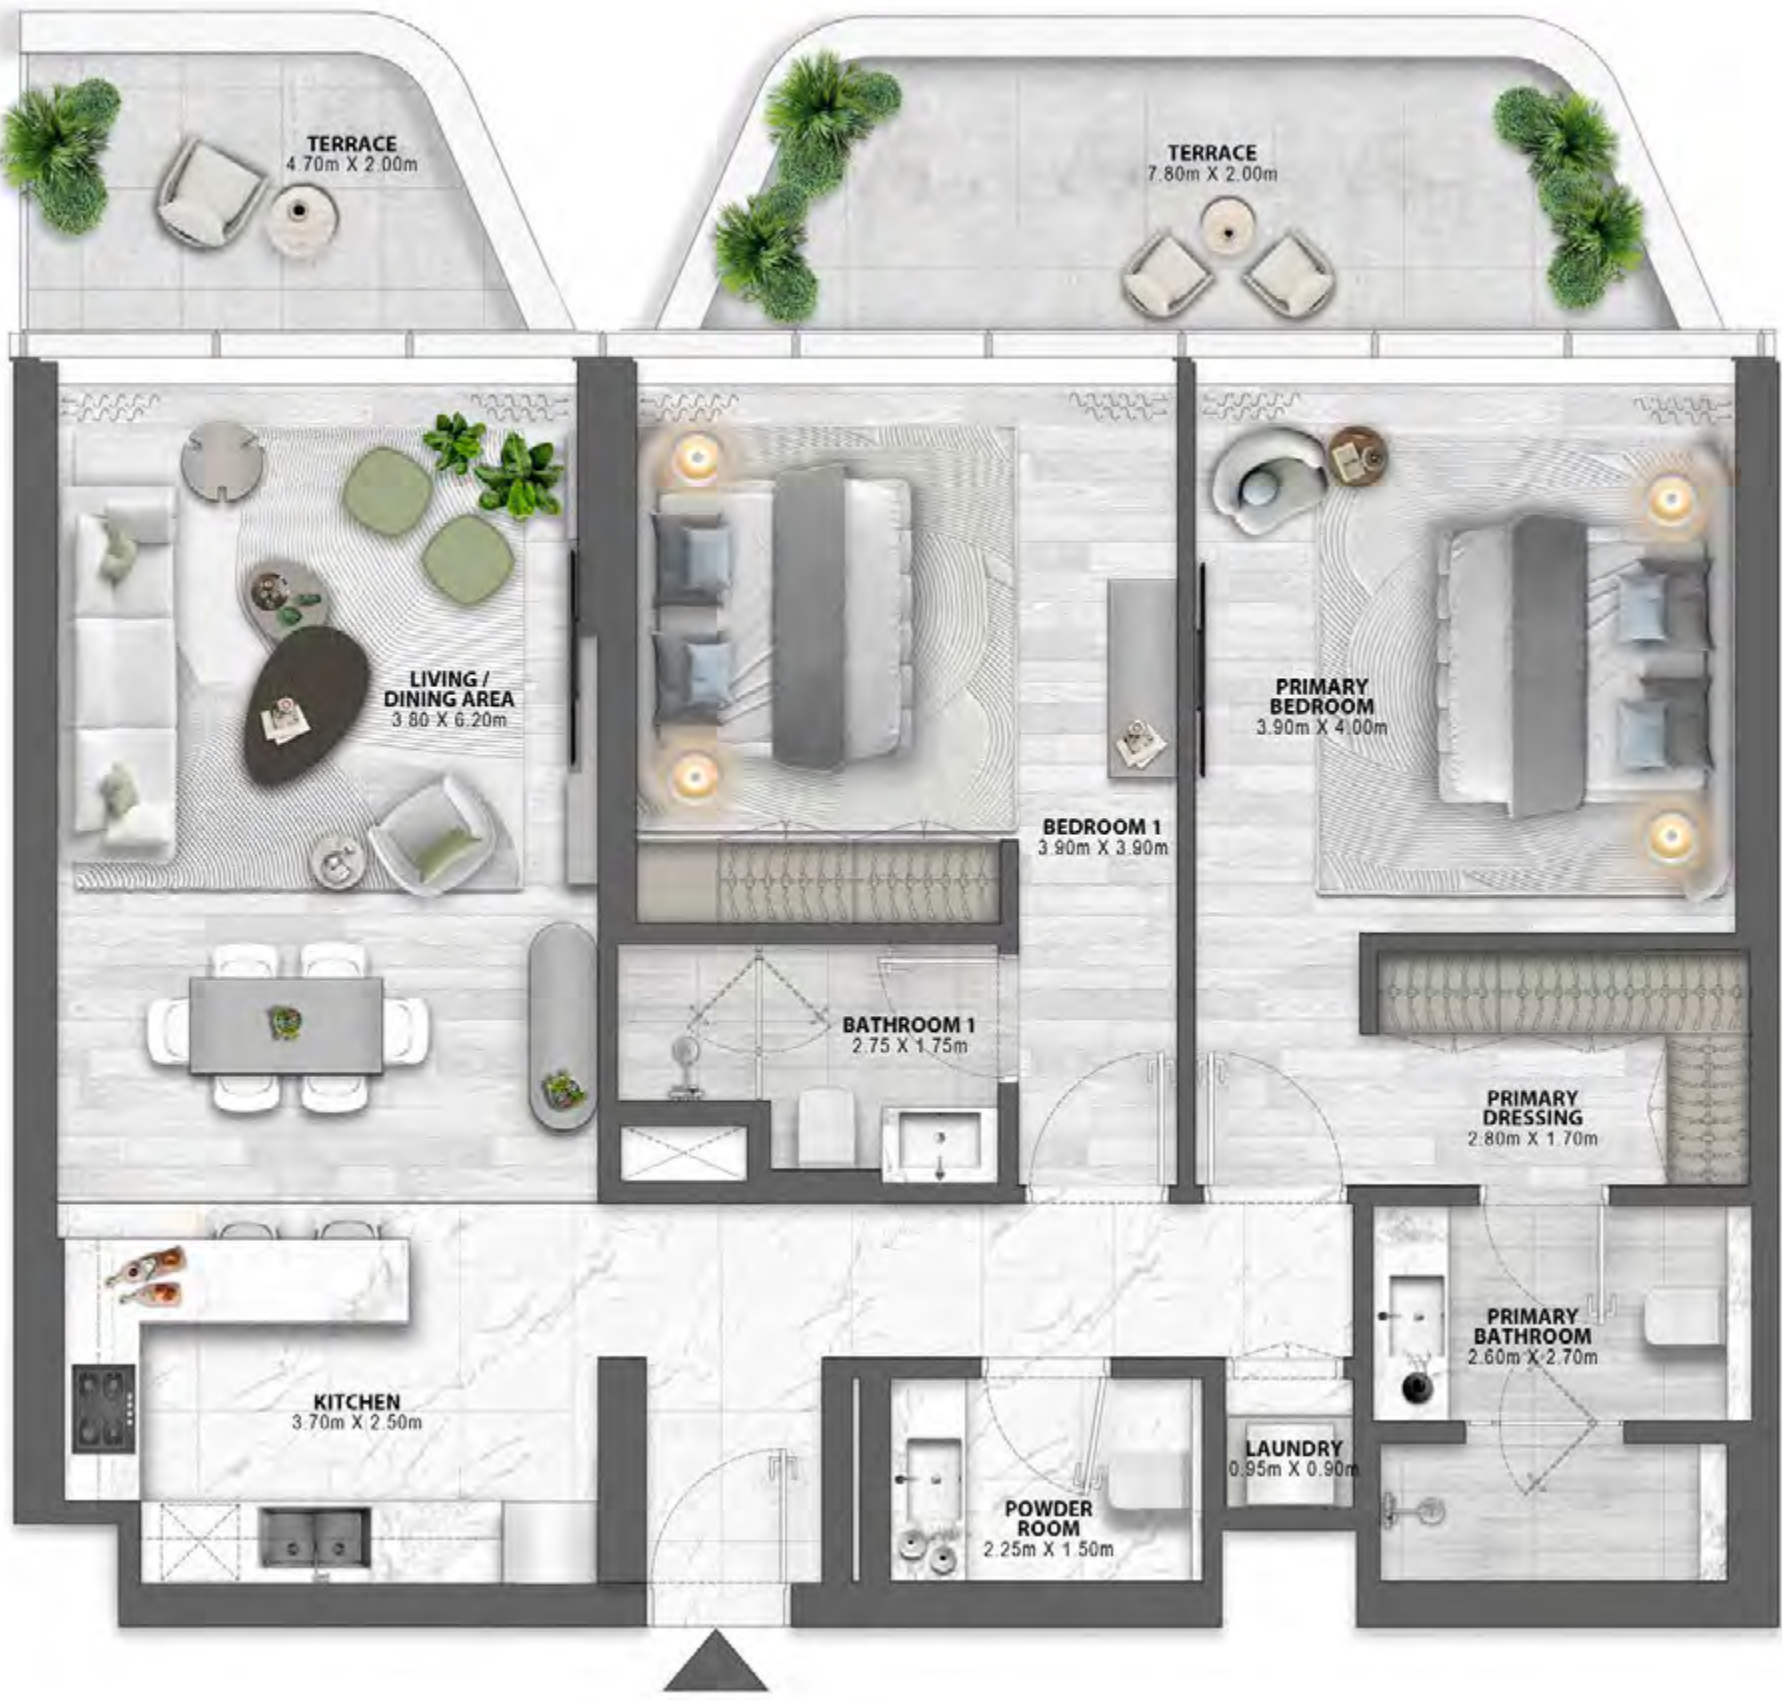 TERRACE
4.70m X 2.00m
TERRACE
7.80m X 2.00m
LIVING /
DINING AREA
3.80 X 6.20m
PRIMARY
BEDROOM
3.90m X 4.00m
BEDROOM 1
3.90m X 3.90m
BATHROOM 1
2.75 X 1.75m
PRIMARY
DRESSING
2.80m X 1.70m
PRIMARY
BATHROOM
2.60m X 2.70m
KITCHEN
3.70m X 2.50m
LAUNDRY
0.95m X 0.90m
POWDER
ROOM
2.25m X 1.50m